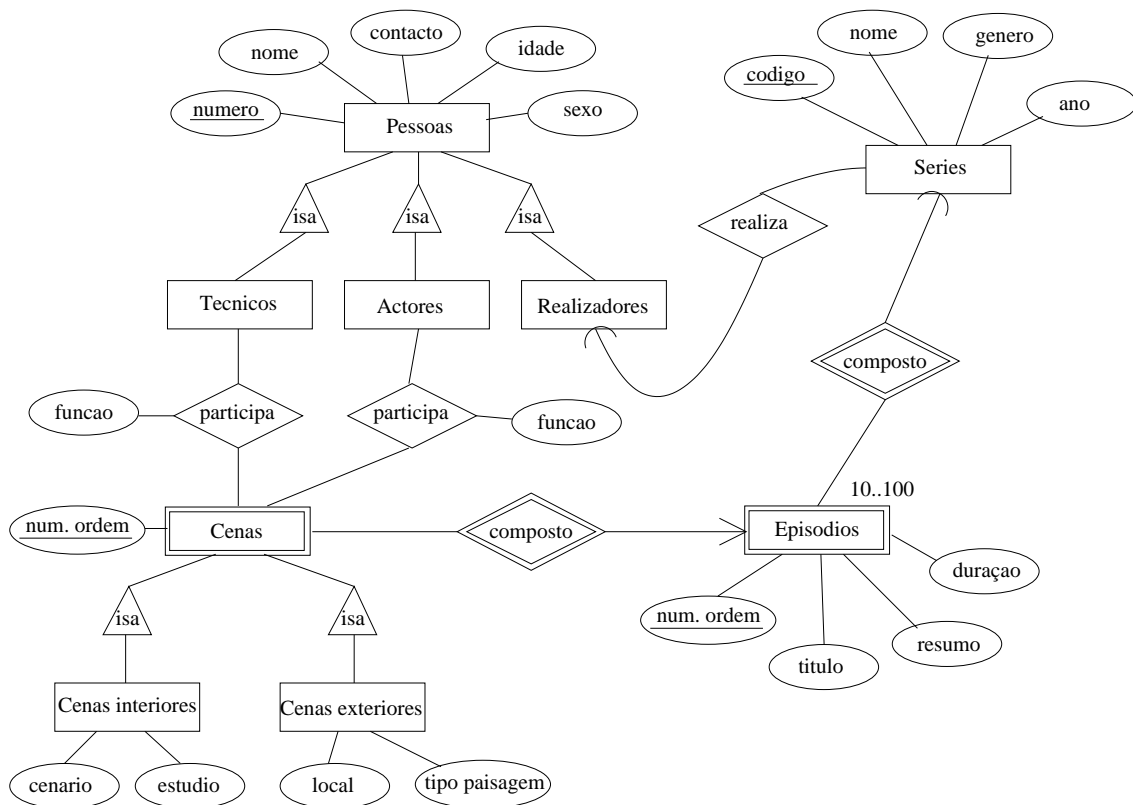 contacto
nome
idade
nome
genero
codigo
numero
sexo
ano
Pessoas
Series
isa
isa
isa
realiza
Tecnicos
Actores
Realizadores
composto
funcao
participa
participa
funcao
10..100
num. ordem
Cenas
composto
Episodios
duraçao
isa
isa
num. ordem
resumo
titulo
Cenas interiores
Cenas exteriores
cenario
estudio
local
tipo paisagem